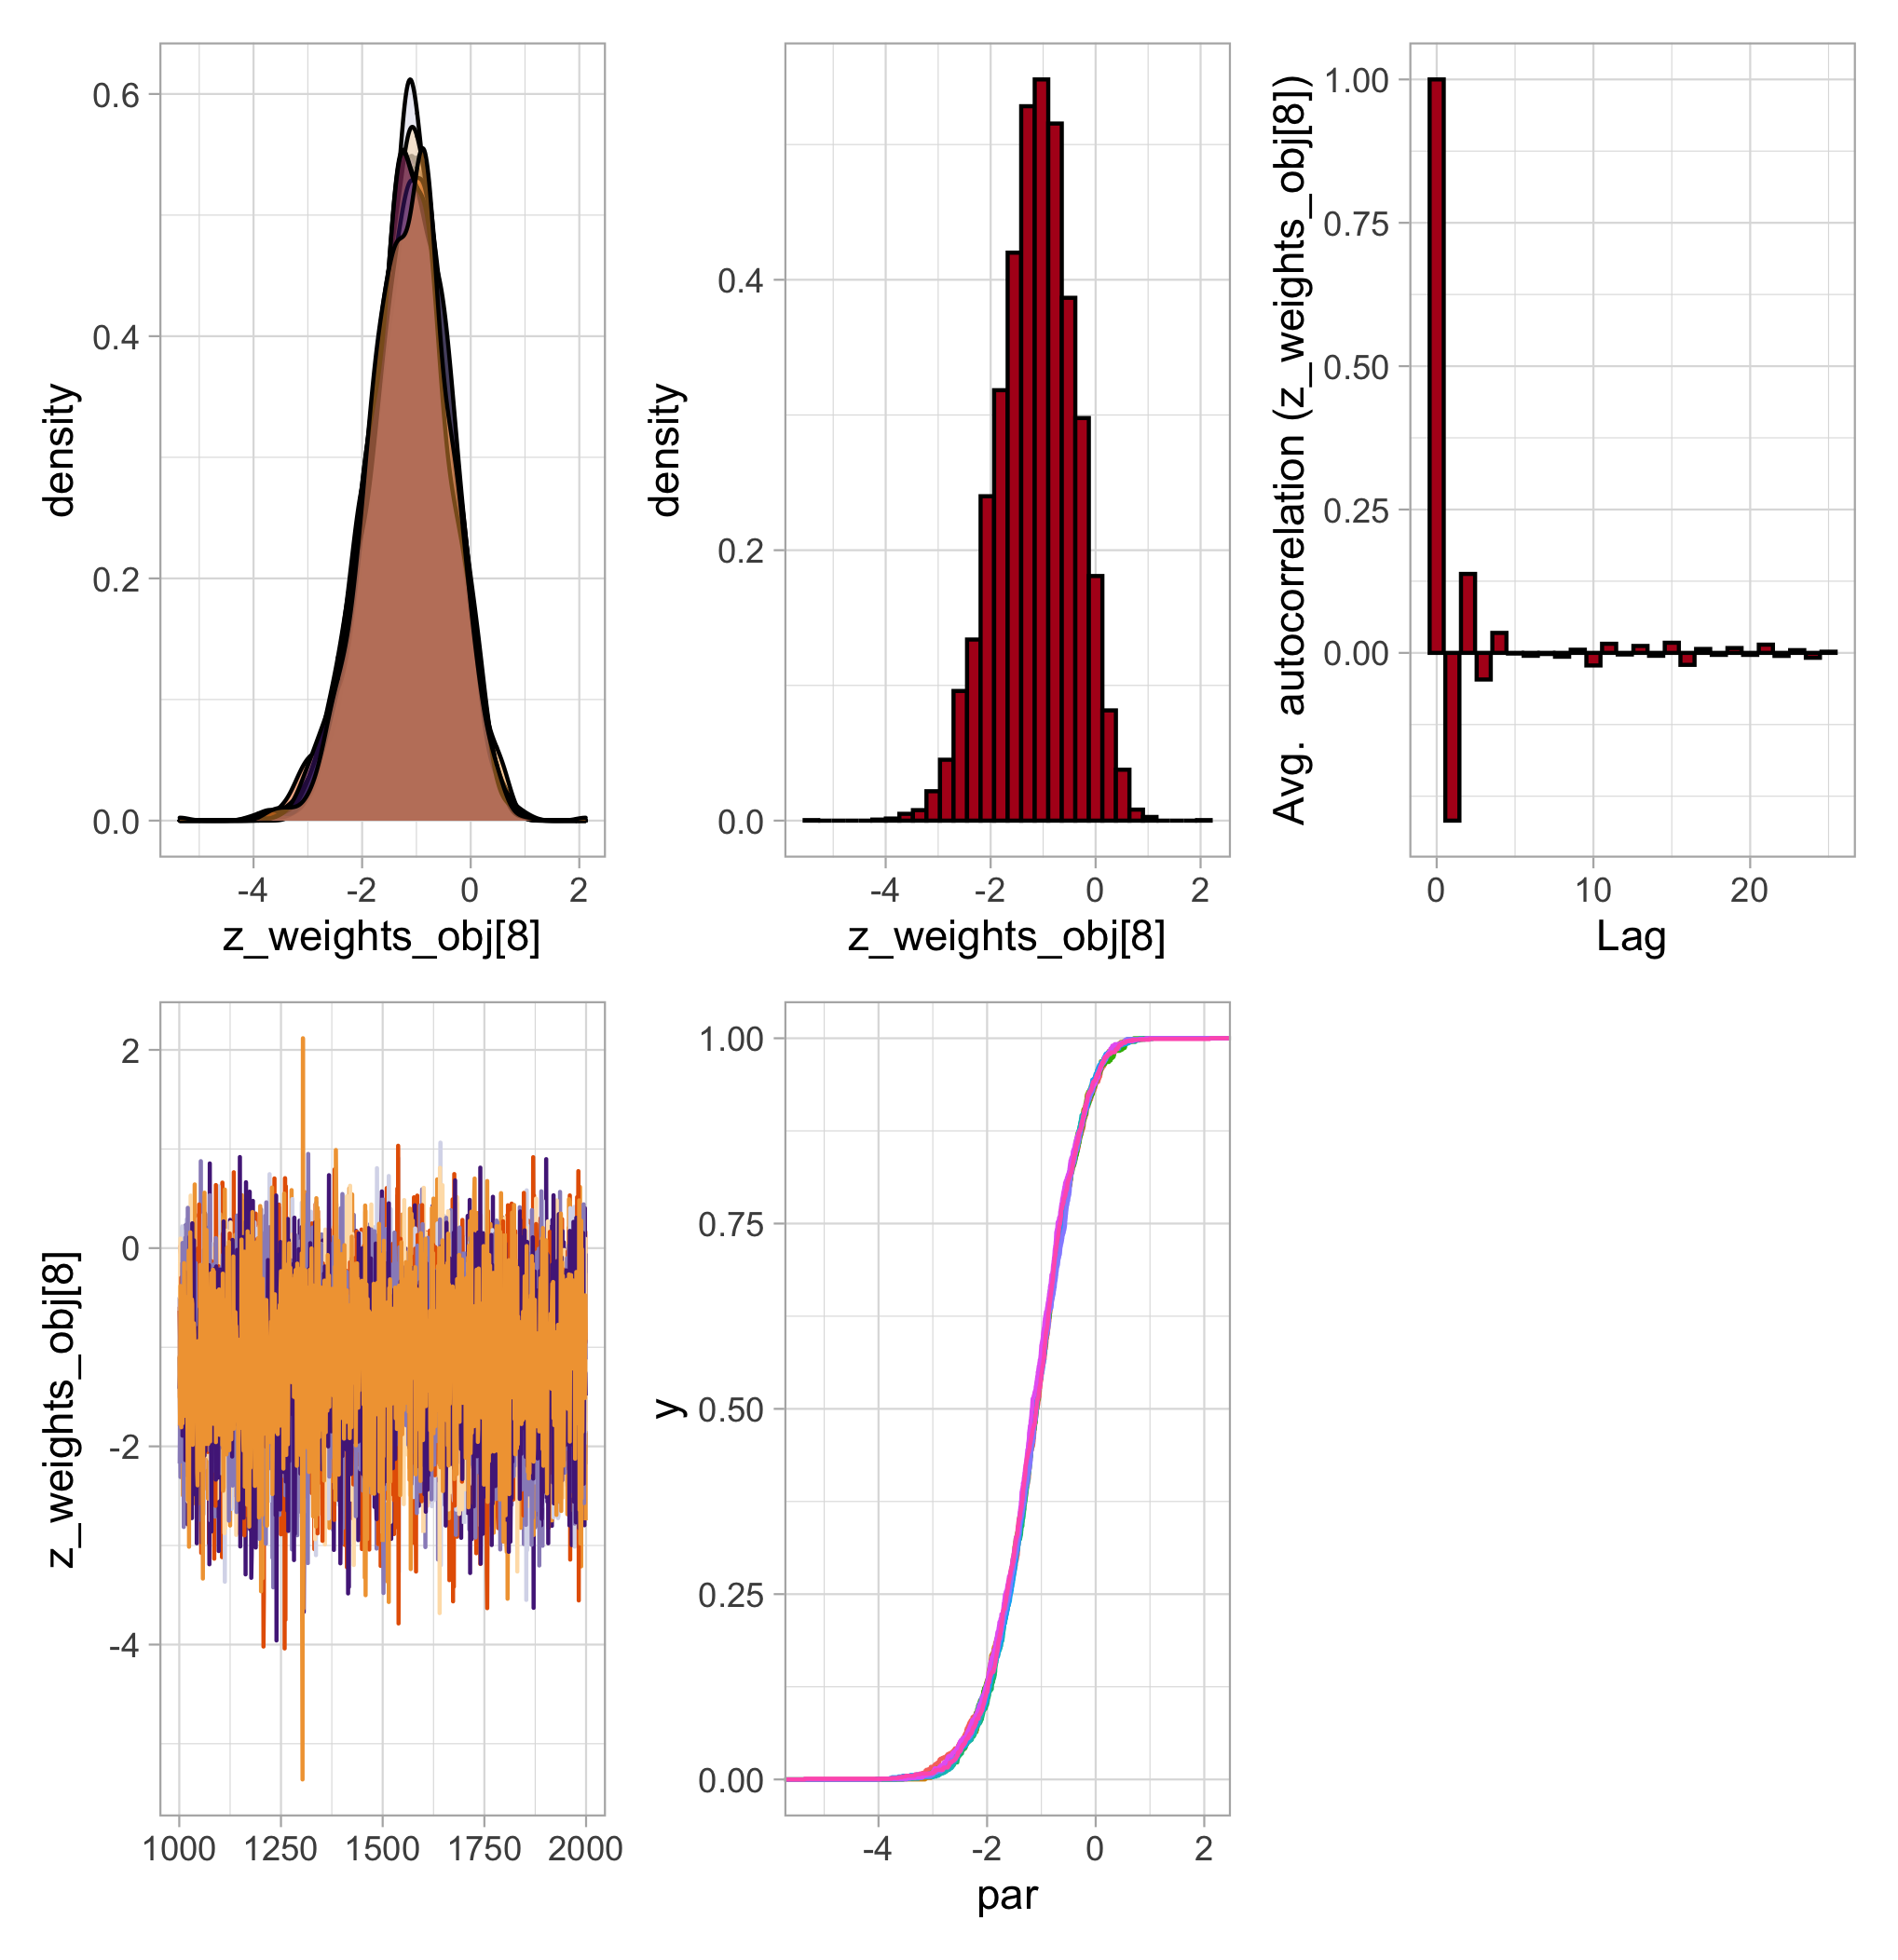 density
0.6
0.4
0.2
0.0
-4 -2 0 2
z_weights_obj[8]
density
0.4
0.2
0.0
-4 -2 0 2
z_weights_obj[8]
Avg. autocorrelation (z_weights_obj[8])
1.00
0.75
0.50
0.25
0.00
0 10 20
Lag
z_weights_obj[8]
2
0
-2
-4
1000 1250 1500 1750 2000
y
1.00
0.75
0.50
0.25
0.00
-4 -2 0 2
par